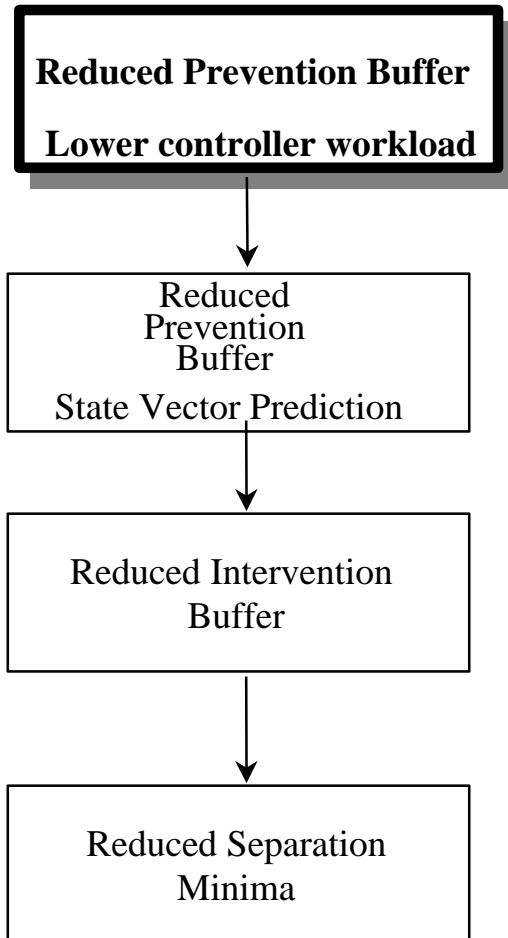 Reduced Prevention Buffer
Lower controller workload
Reduced
Prevention
Buffer
State Vector Prediction
Reduced Intervention
Buffer
Reduced Separation
Minima